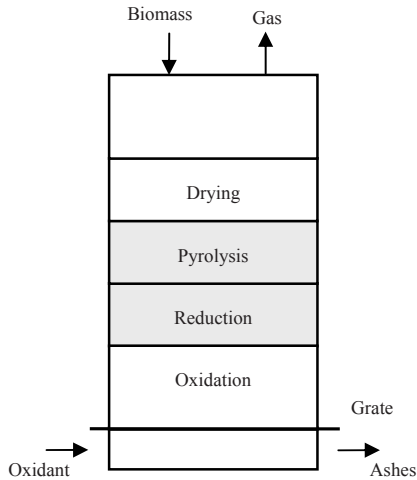 Biomass
Gas
Drying
Pyrolysis
Reduction
Oxidation
Grate
Oxidant
Ashes